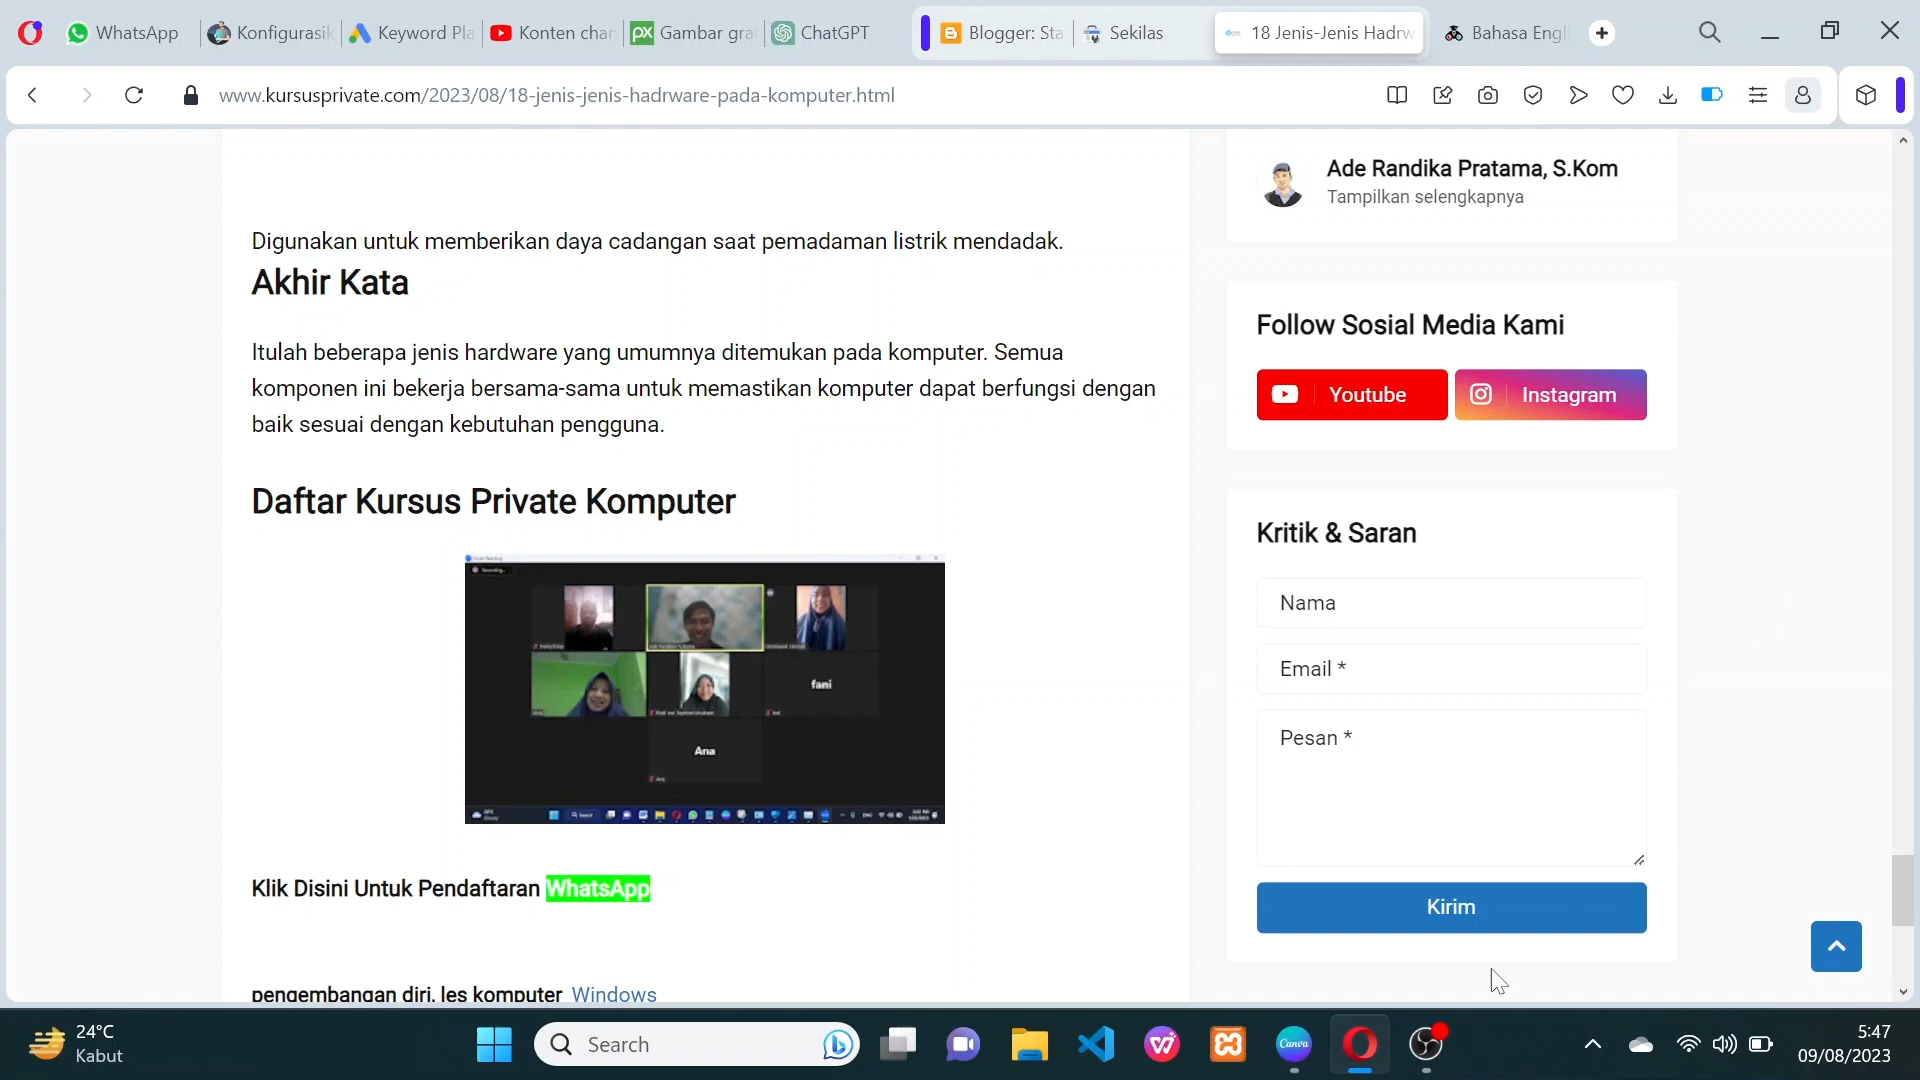 WhatsApp
Konfigurasik
Keyword Pla
Konten chan
Gambar gra
ChatGPT
Blogger: Sta
Sekilas
18 Jenis-Jenis Hadrw
Bahasa Engl
www.kursusprivate.com/2023/08/18-jenis-jenis-hadrware-pada-komputer.html
Digunakan untuk memberikan daya cadangan saat pemadaman listrik mendadak.
Akhir Kata
Itulah beberapa jenis hardware yang umumnya ditemukan pada komputer. Semua
komponen ini bekerja bersama-sama untuk memastikan komputer dapat berfungsi dengan
baik sesuai dengan kebutuhan pengguna.
Daftar Kursus Private Komputer
fani
Ana
Klik Disini Untuk Pendaftaran WhatsApp
pengembangan diri, les komputer Windows
Ade Randika Pratama, S.Kom
Tampilkan selengkapnya
Follow Sosial Media Kami
Youtube
Instagram
Kritik & Saran
Nama
Email *
Pesan *
Kirim
24°C
Kabut
Search
Canva
5:47
09/08/2023